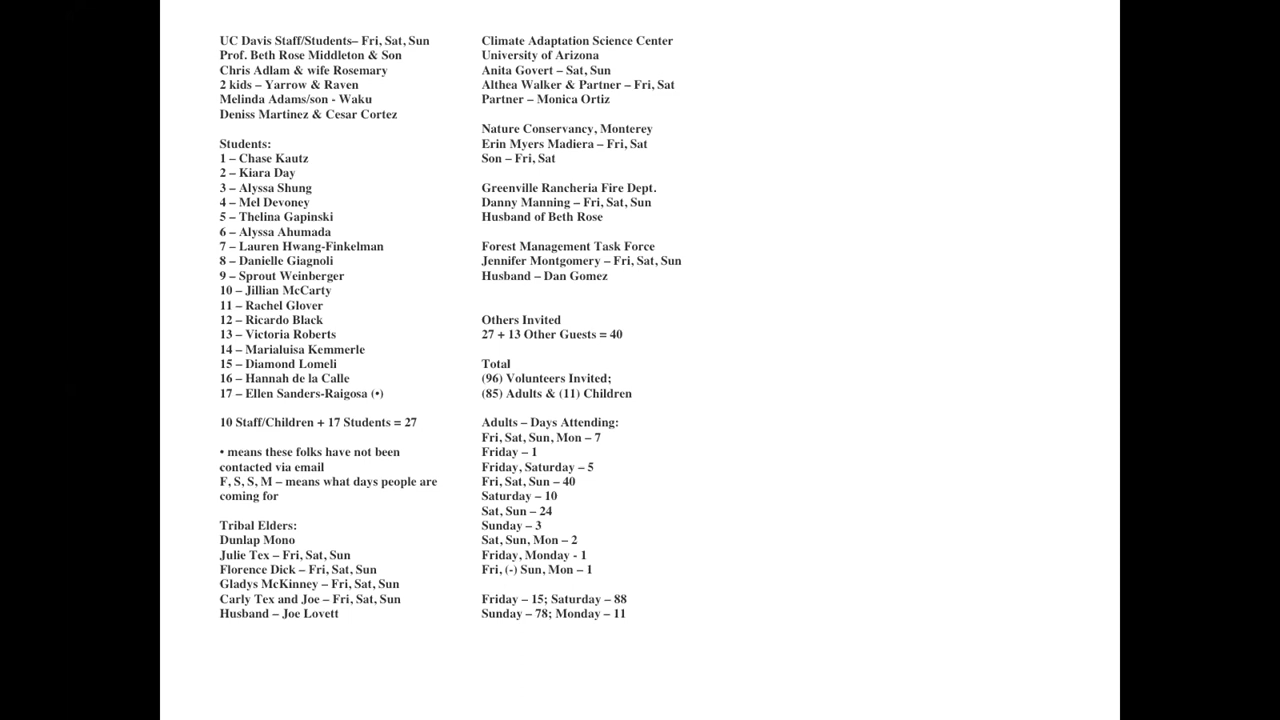 UC Davis Staff/Students– Fri, Sat, Sun
Prof. Beth Rose Middleton & Son
Chris Adlam & wife Rosemary
2 kids – Yarrow & Raven
Melinda Adams/son - Waku
Deniss Martinez & Cesar Cortez
Students:
1 – Chase Kautz
2 – Kiara Day
3 – Alyssa Shung
4 – Mel Devoney
5 – Thelina Gapinski
6 – Alyssa Ahumada
7 – Lauren Hwang-Finkelman
8 – Danielle Giagnoli
9 – Sprout Weinberger
10 – Jillian McCarty
11 – Rachel Glover
12 – Ricardo Black
13 – Victoria Roberts
14 – Marialuisa Kemmerle
15 – Diamond Lomeli
16 – Hannah de la Calle
17 – Ellen Sanders-Raigosa (•)
10 Staff/Children + 17 Students = 27
• means these folks have not been
contacted via email
F, S, S, M – means what days people are
coming for
Tribal Elders:
Dunlap Mono
Julie Tex – Fri, Sat, Sun
Florence Dick – Fri, Sat, Sun
Gladys McKinney – Fri, Sat, Sun
Carly Tex and Joe – Fri, Sat, Sun
Husband – Joe Lovett
Climate Adaptation Science Center
University of Arizona
Anita Govert – Sat, Sun
Althea Walker & Partner – Fri, Sat
Partner – Monica Ortiz
Nature Conservancy, Monterey
Erin Myers Madiera – Fri, Sat
Son – Fri, Sat
Greenville Rancheria Fire Dept.
Danny Manning – Fri, Sat, Sun
Husband of Beth Rose
Forest Management Task Force
Jennifer Montgomery – Fri, Sat, Sun
Husband – Dan Gomez
Others Invited
27 + 13 Other Guests = 40
Total
(96) Volunteers Invited;
(85) Adults & (11) Children
Adults – Days Attending:
Fri, Sat, Sun, Mon – 7
Friday – 1
Friday, Saturday – 5
Fri, Sat, Sun – 40
Saturday – 10
Sat, Sun – 24
Sunday – 3
Sat, Sun, Mon – 2
Friday, Monday - 1
Fri, (-) Sun, Mon – 1
Friday – 15; Saturday – 88
Sunday – 78; Monday – 11